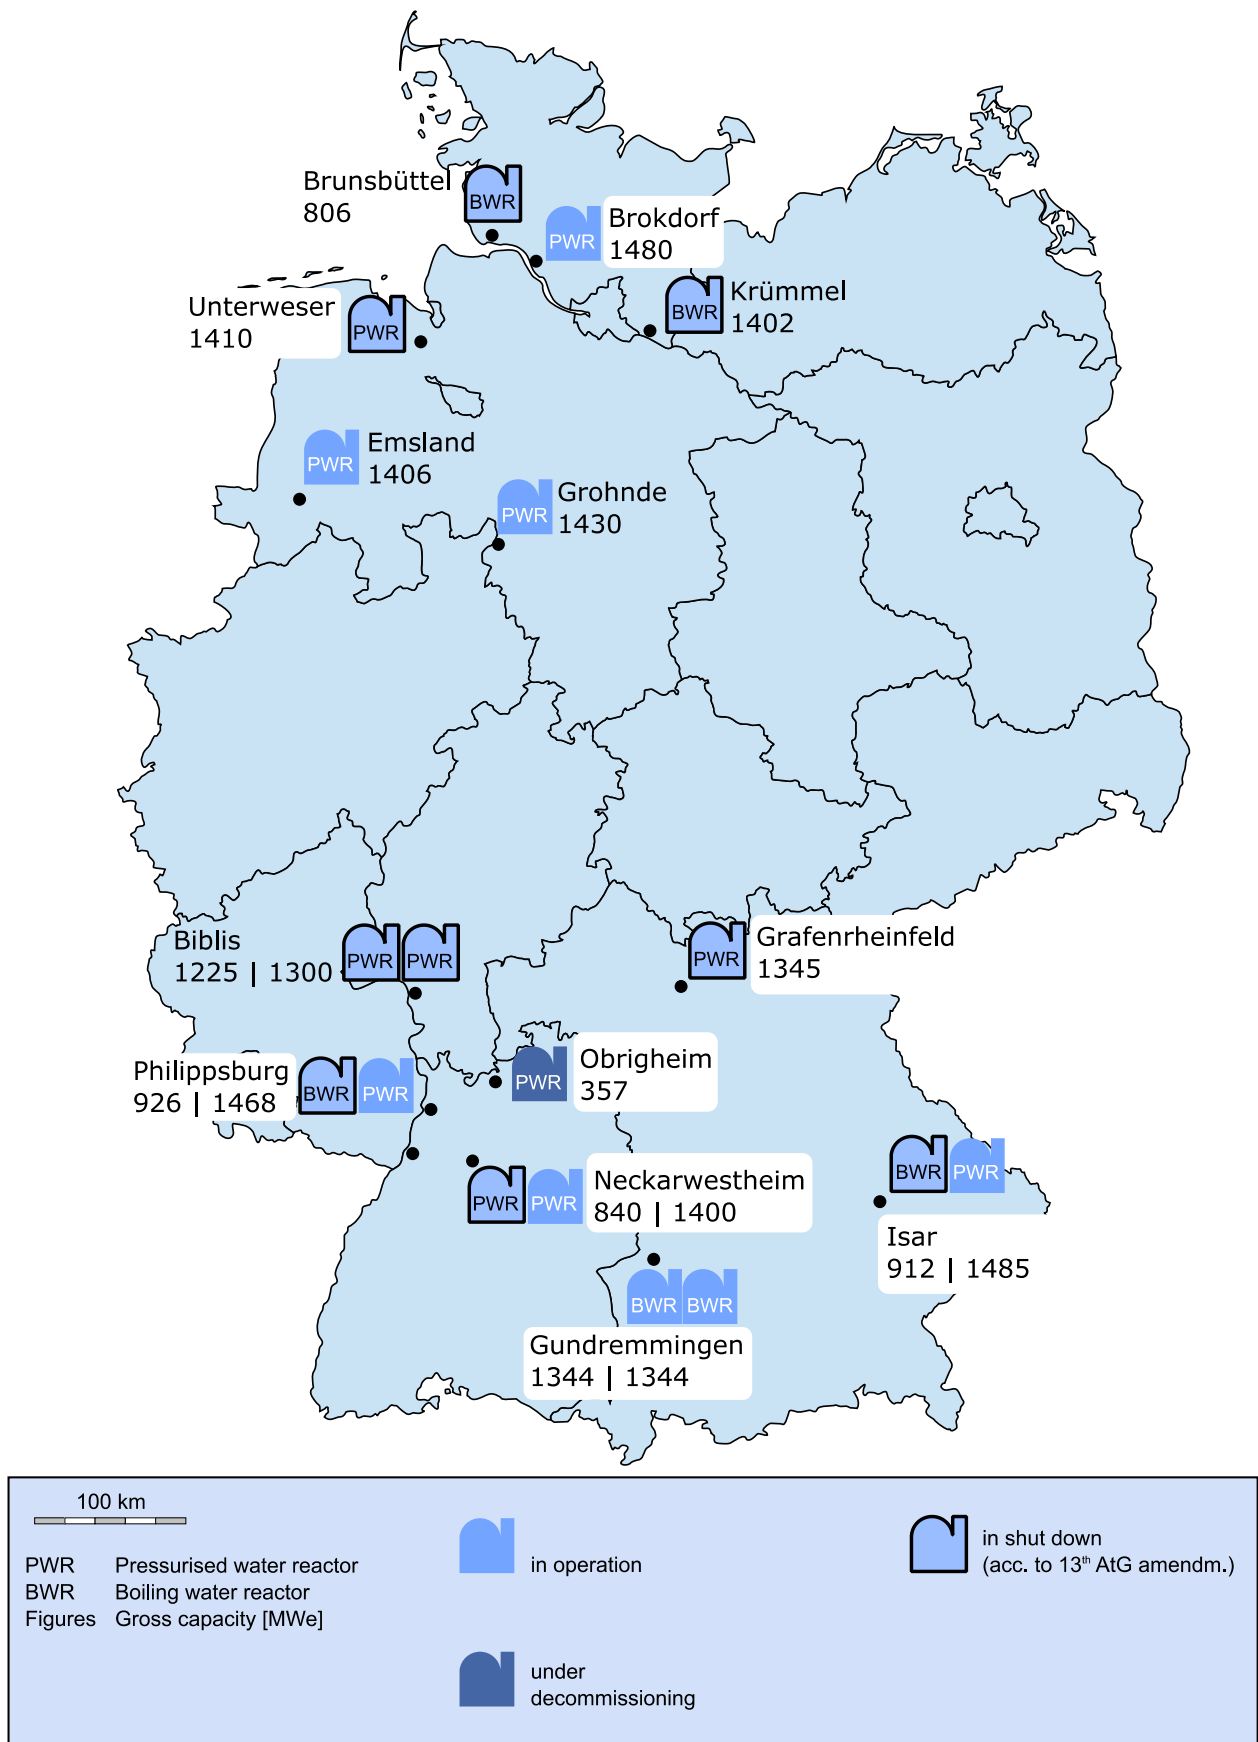 Brunsbüttel
806
BWR
PWR
Brokdorf
1480
Unterweser
1410
PWR
BWR
Krümmel
1402
PWR
Emsland
1406
PWR
Grohnde
1430
Biblis
1225 | 1300
PWR
PWR
PWR
Grafenrheinfeld
1345
Philippsburg
926 | 1468
BWR
PWR
PWR
Obrigheim
357
PWR
PWR
Neckarwestheim
840 | 1400
BWR
PWR
Isar
912 | 1485
BWR
BWR
Gundremmingen
1344 | 1344
100 km
PWR Pressurised water reactor
BWR Boiling water reactor
Figures Gross capacity [MWe]
in operation
under
decommissioning
in shut down
(acc. to 13th AtG amendm.)